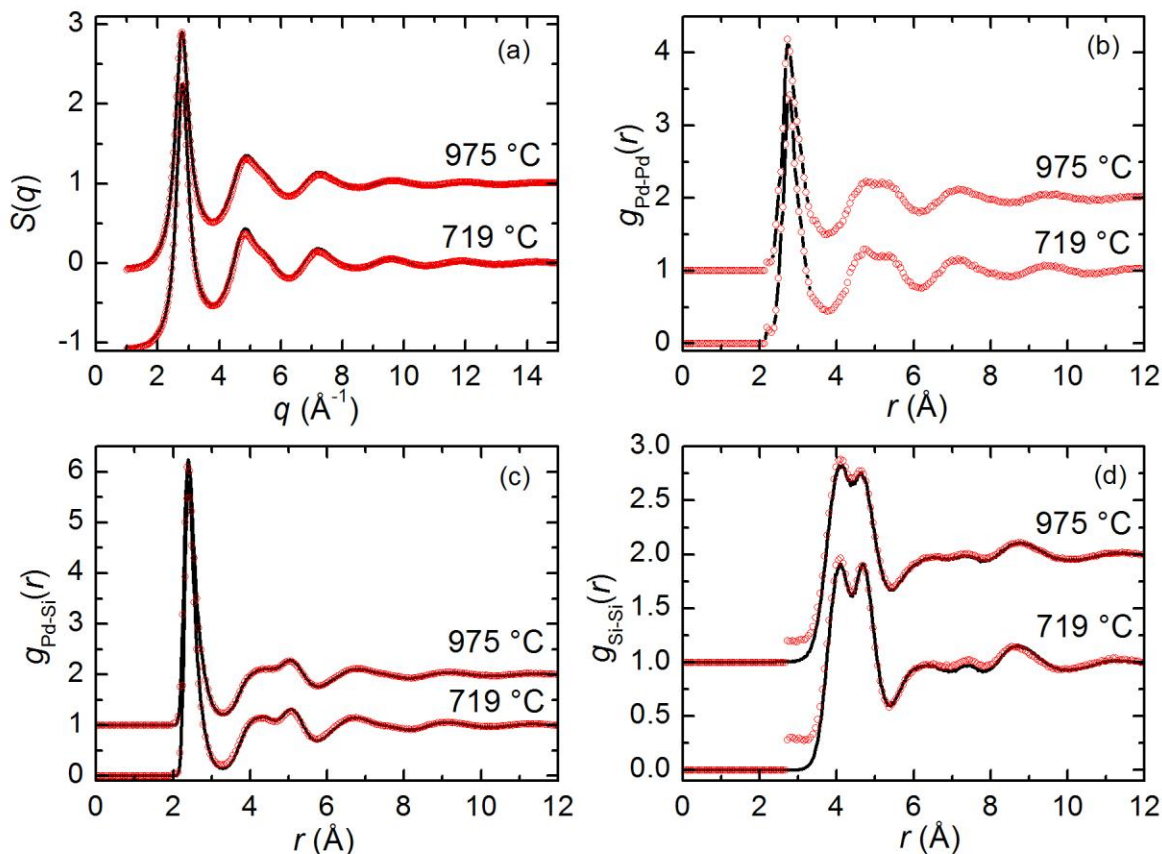 (a)
S(q)
3
2
1
0
-1
975 °C
719 °C
0 2 4 6 8 10 12 14
q (Å⁻¹)
(b)
g_Pd-Pd(r)
4
3
2
1
0
975 °C
719 °C
0 2 4 6 8 10 12
r (Å)
(c)
g_Pd-Si(r)
6
5
4
3
2
1
0
975 °C
719 °C
0 2 4 6 8 10 12
r (Å)
(d)
g_Si-Si(r)
3.0
2.5
2.0
1.5
1.0
0.5
0.0
975 °C
719 °C
0 2 4 6 8 10 12
r (Å)